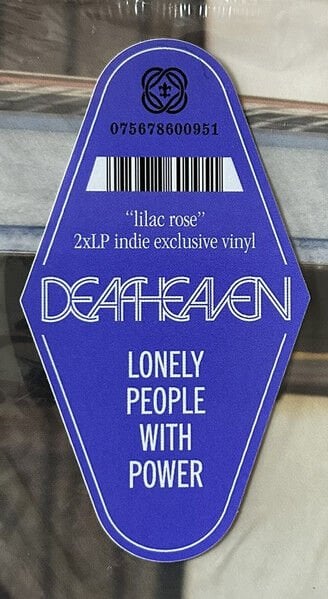 075678600951
“lilac rose”
2xLP indie exclusive vinyl
DEAFHEAVEN
LONELY
PEOPLE
WITH
POWER